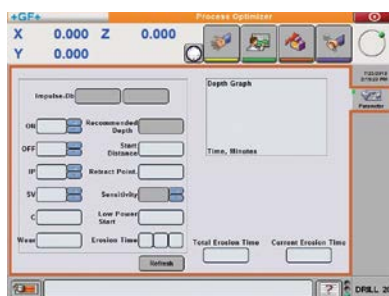 +GF+ Process Optimizer
X 0.000 Z 0.000
Y 0.000
Parameter
Impulse-Db
Depth Graph
ON
Recommended
Depth
OFF
Start
Distance
Time, Minutes
IP
Retract Point.
SV
Sensitivity
C
Low Power
Start
Wear
Erosion Time
Total Erosion Time
Current Erosion Time
Refresh
?
DRILL 2